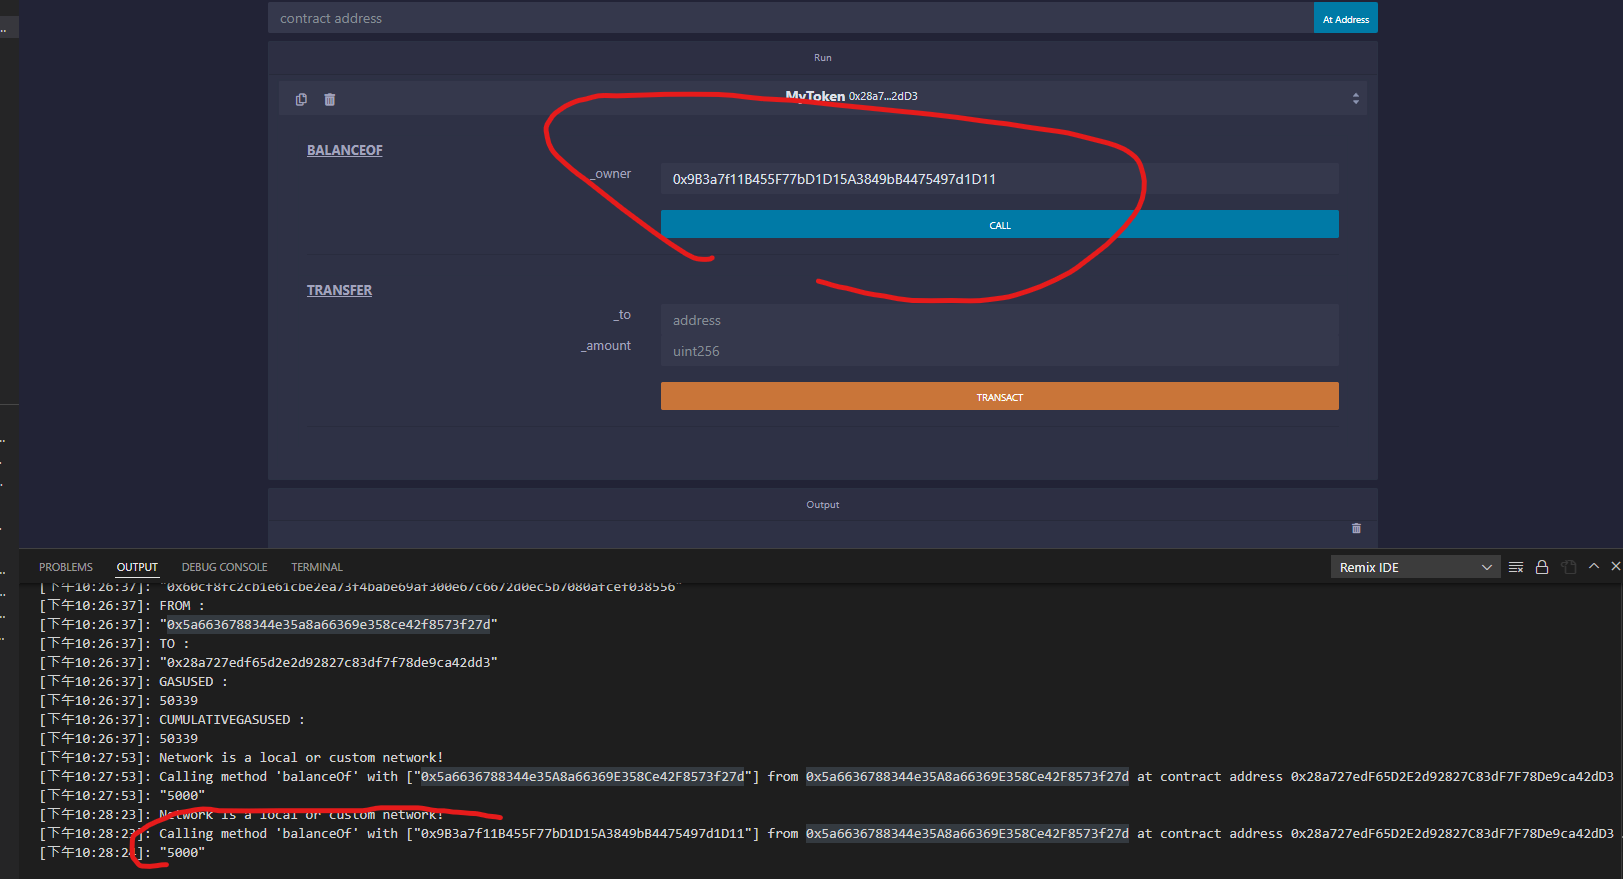 contract address
At Address
Run
MyToken 0x28a7...2dD3
BALANCEOF
_owner
0x9B3a7f11B455F77bD1D15A3849bB4475497d1D11
CALL
TRANSFER
_to
address
_amount
uint256
TRANSACT
Output
PROBLEMS
OUTPUT
DEBUG CONSOLE
TERMINAL
Remix IDE
[下午10:26:37]: "0x60cf8fc2cb1e61cbe2ea73f4babe69af300e67c6672d0ec5b7080afcef038556"
[下午10:26:37]: FROM :
[下午10:26:37]: "0x5a6636788344e35a8a66369e358ce42f8573f27d"
[下午10:26:37]: TO :
[下午10:26:37]: "0x28a727edf65d2e2d92827c83df7f78de9ca42dd3"
[下午10:26:37]: GASUSED :
[下午10:26:37]: 50339
[下午10:26:37]: CUMULATIVEGASUSED :
[下午10:26:37]: 50339
[下午10:27:53]: Network is a local or custom network!
[下午10:27:53]: Calling method 'balanceOf' with ["0x5a6636788344e35A8a66369E358Ce42F8573f27d"] from 0x5a6636788344e35A8a66369E358Ce42F8573f27d at contract address 0x28a727edF65D2E2d92827C83dF7F78De9ca42dD3
[下午10:27:53]: "5000"
[下午10:28:23]: Network is a local or custom network!
[下午10:28:23]: Calling method 'balanceOf' with ["0x9B3a7f11B455F77bD1D15A3849bB4475497d1D11"] from 0x5a6636788344e35A8a66369E358Ce42F8573f27d at contract address 0x28a727edF65D2E2d92827C83dF7F78De9ca42dD3
[下午10:28:24]: "5000"